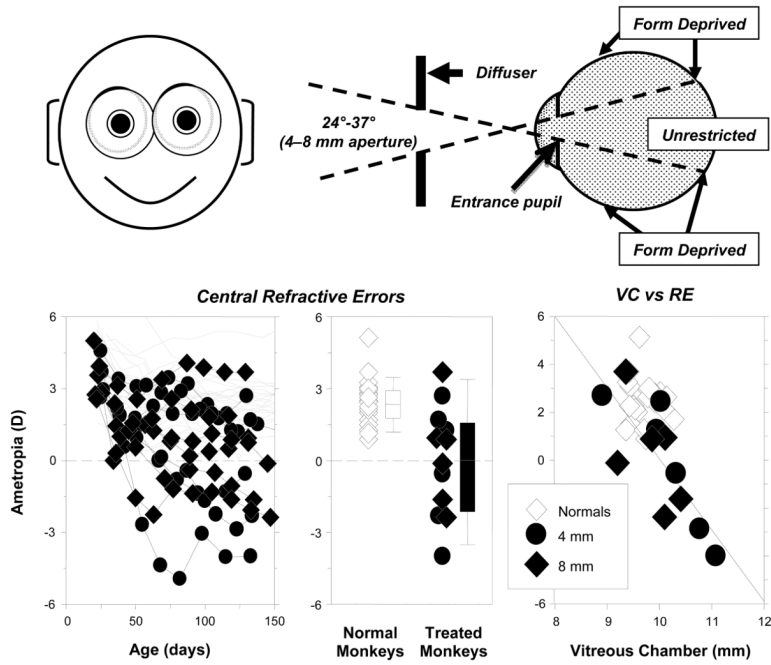 Form Deprived
Diffuser
24°-37°
(4–8 mm aperture)
Unrestricted
Entrance pupil
Form Deprived
Central Refractive Errors
VC vs RE
Ametropia (D)
6
3
0
-3
-6
0
50
100
150
Age (days)
6
3
0
-3
-6
Normal
Monkeys
Treated
Monkeys
6
4
2
0
-6
Normals
4 mm
8 mm
8
9
10
11
12
Vitreous Chamber (mm)